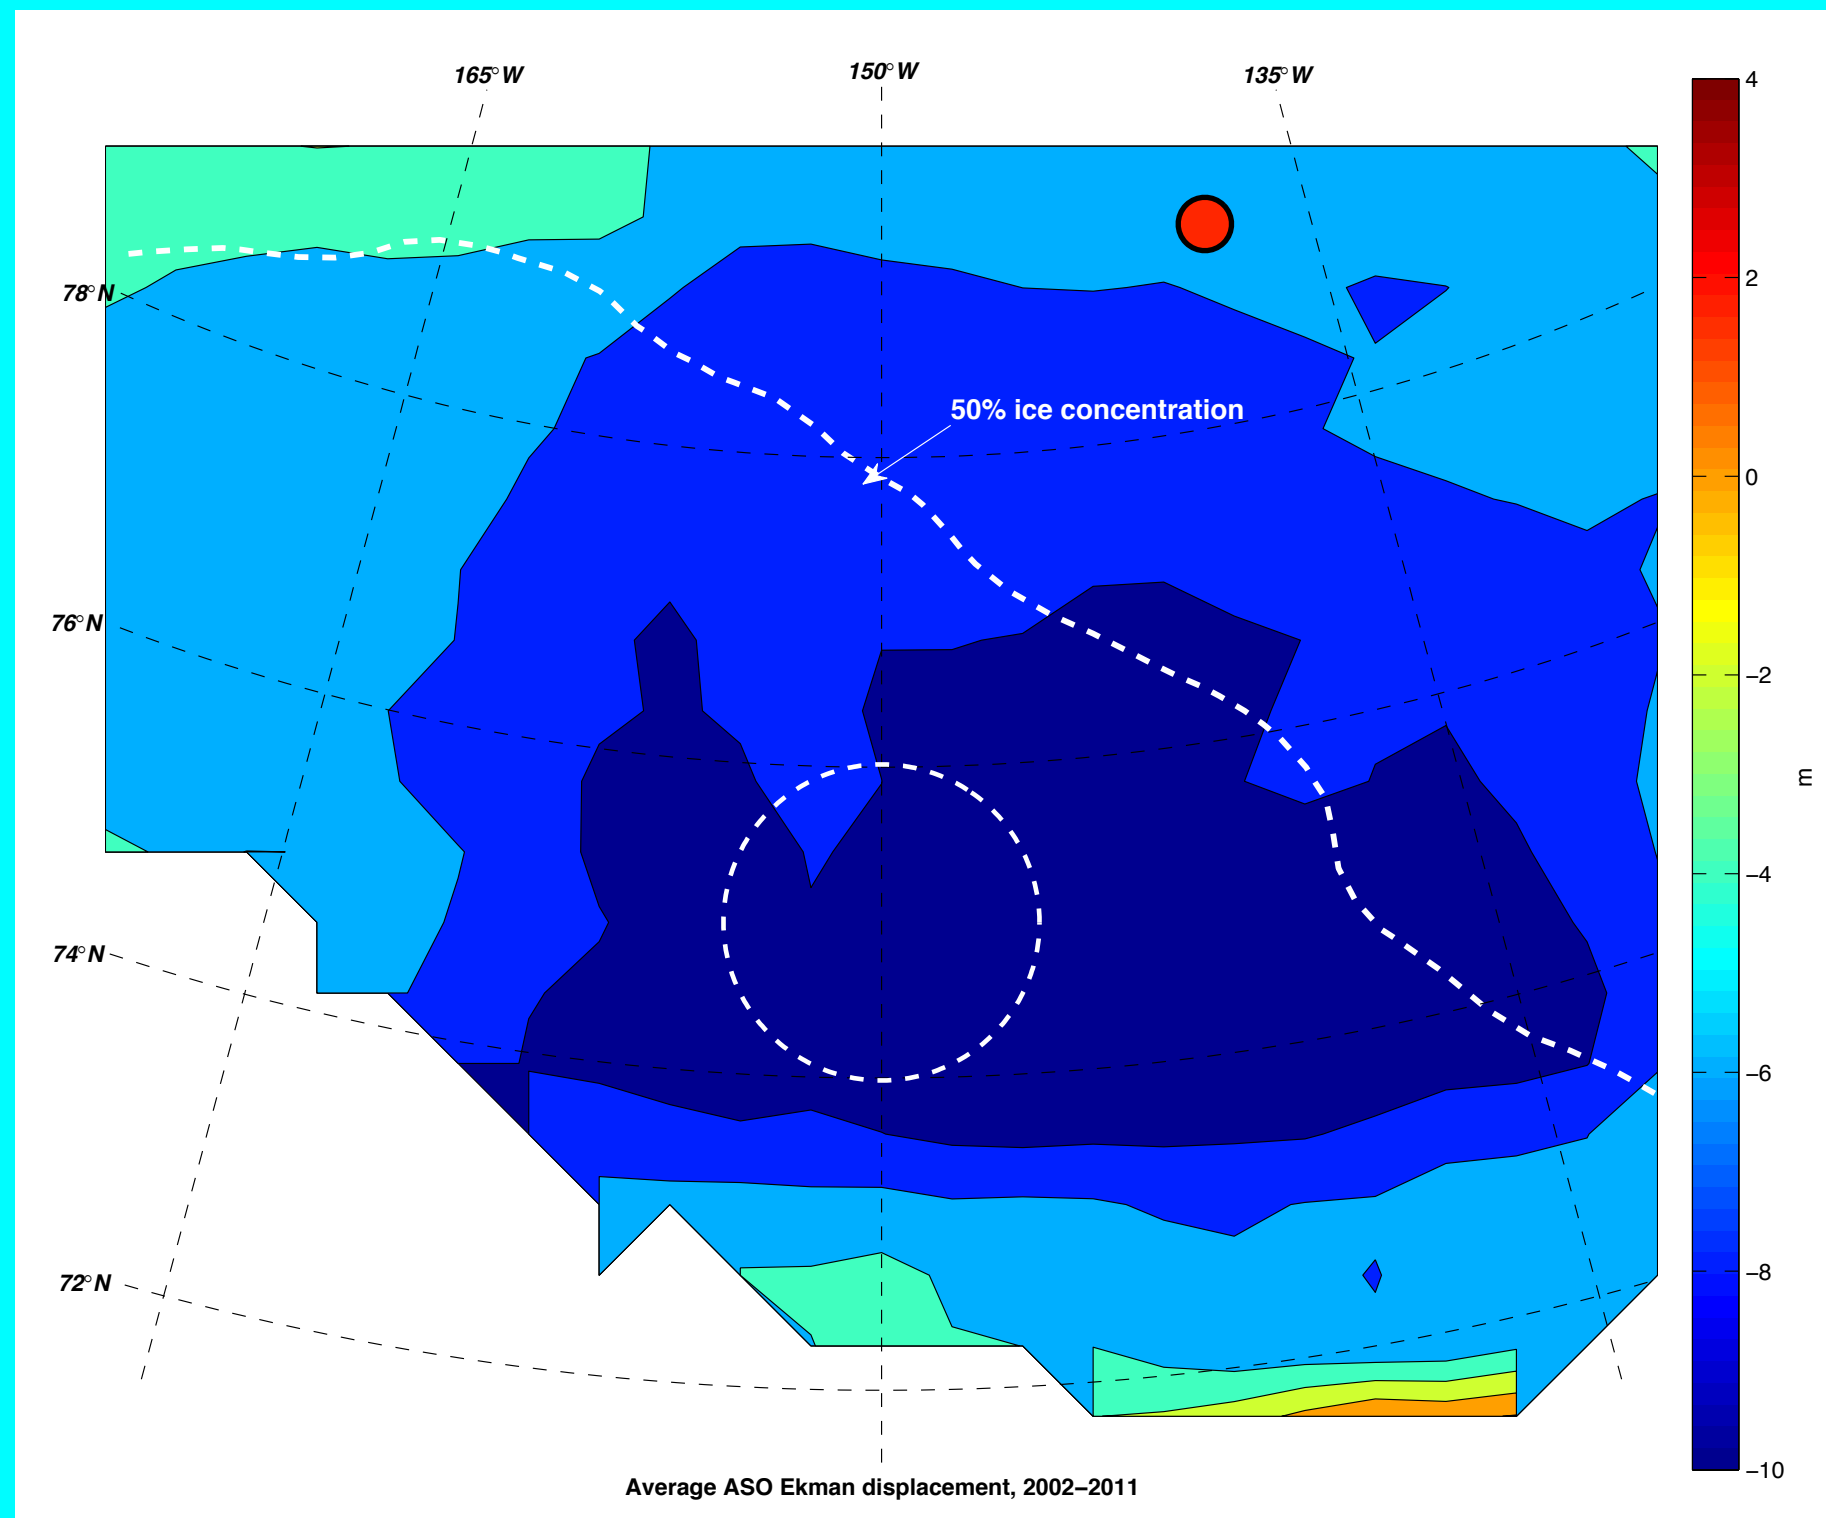 165°W
150°W
135°W
4
78°N
2
50% ice concentration
0
76°N
−2
m
−4
74°N
−6
72°N
−8
−10
Average ASO Ekman displacement, 2002−2011